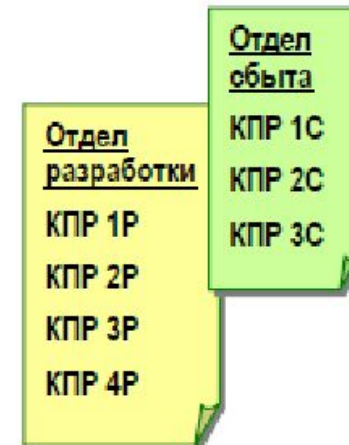 Отдел
сбыта
КПР 1С
КПР 2С
КПР 3С
Отдел
разработки
КПР 1Р
КПР 2Р
КПР 3Р
КПР 4Р